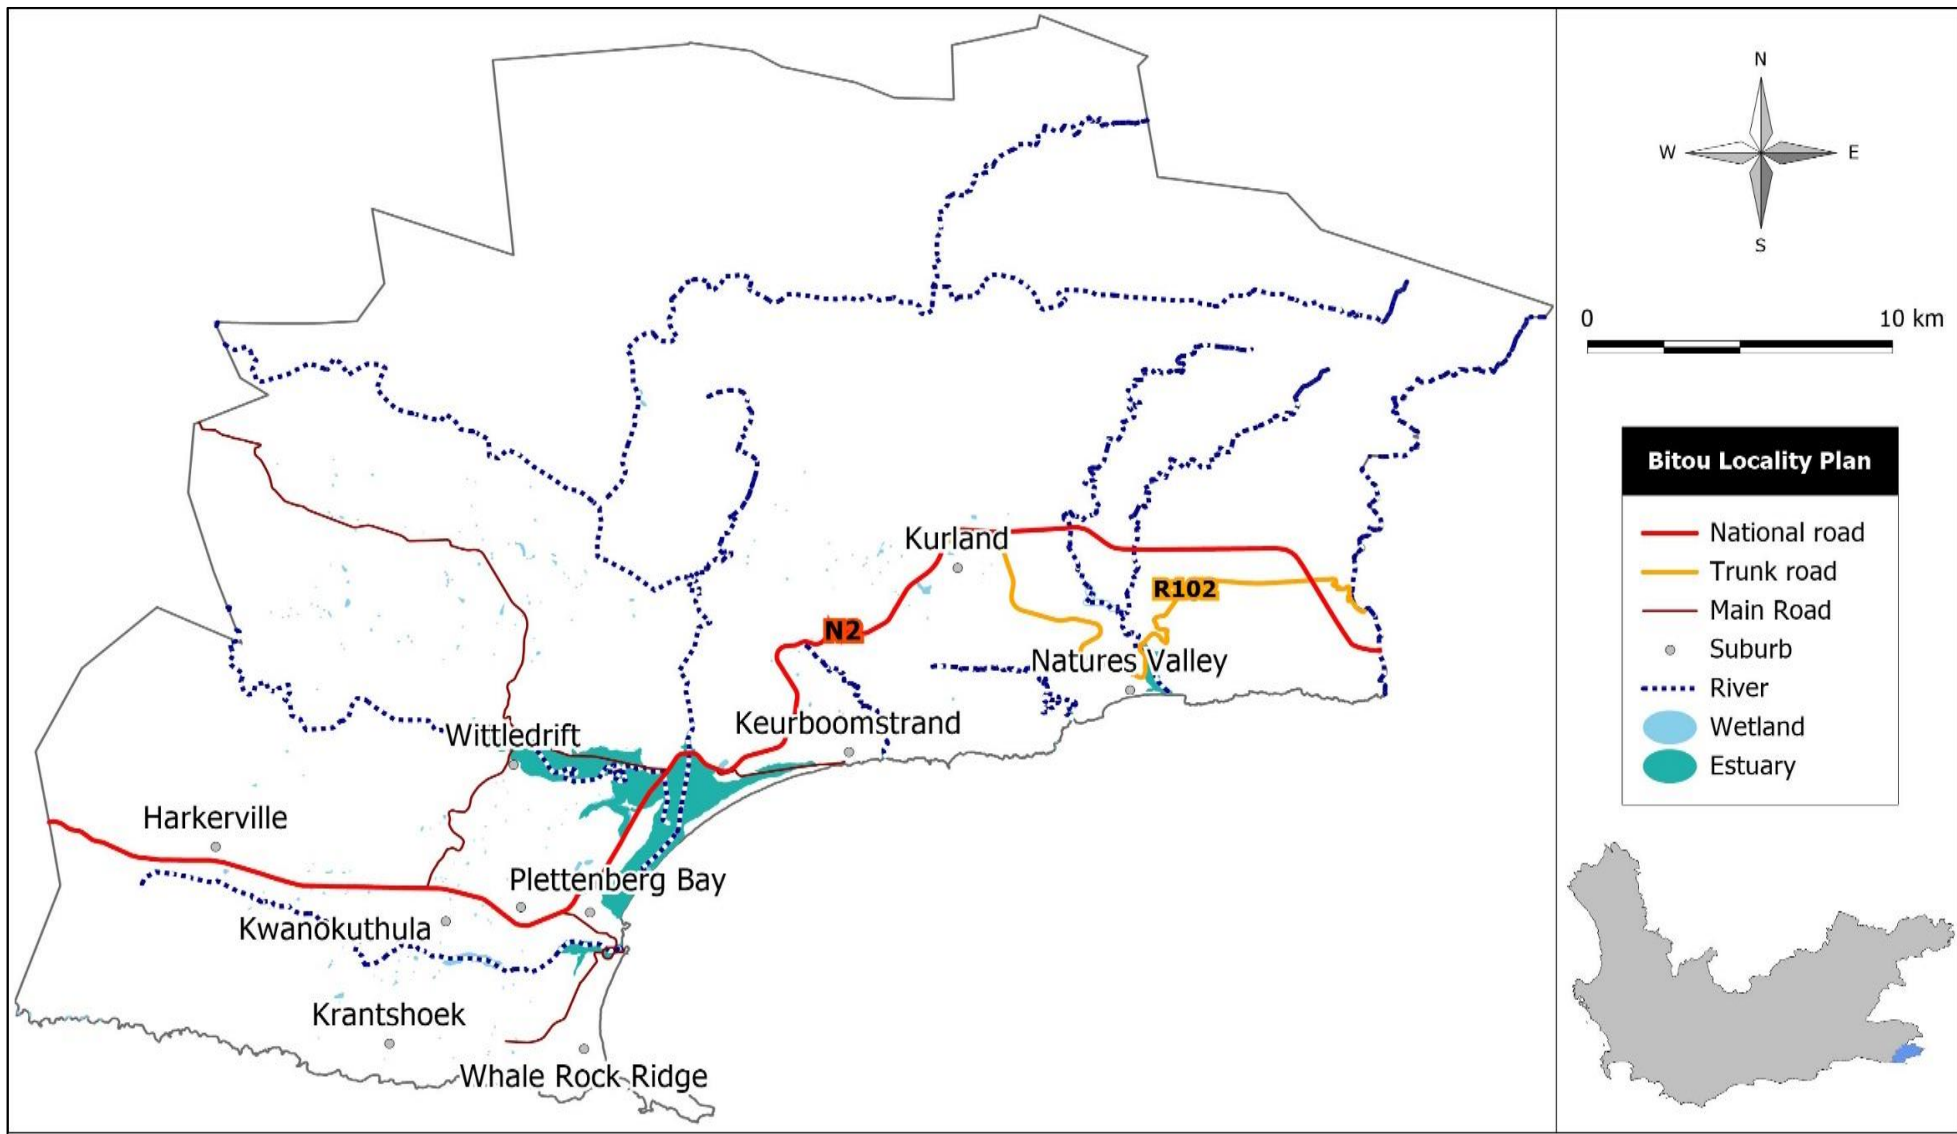 Kurland
R102
N2
Natures Valley
Keurboomstrand
Wittledrift
Harkerville
Plettenberg Bay
Kwanokuthula
Krantshoek
Whale Rock Ridge
N
W
E
S
0
10 km
Bitou Locality Plan
National road
Trunk road
Main Road
Suburb
River
Wetland
Estuary